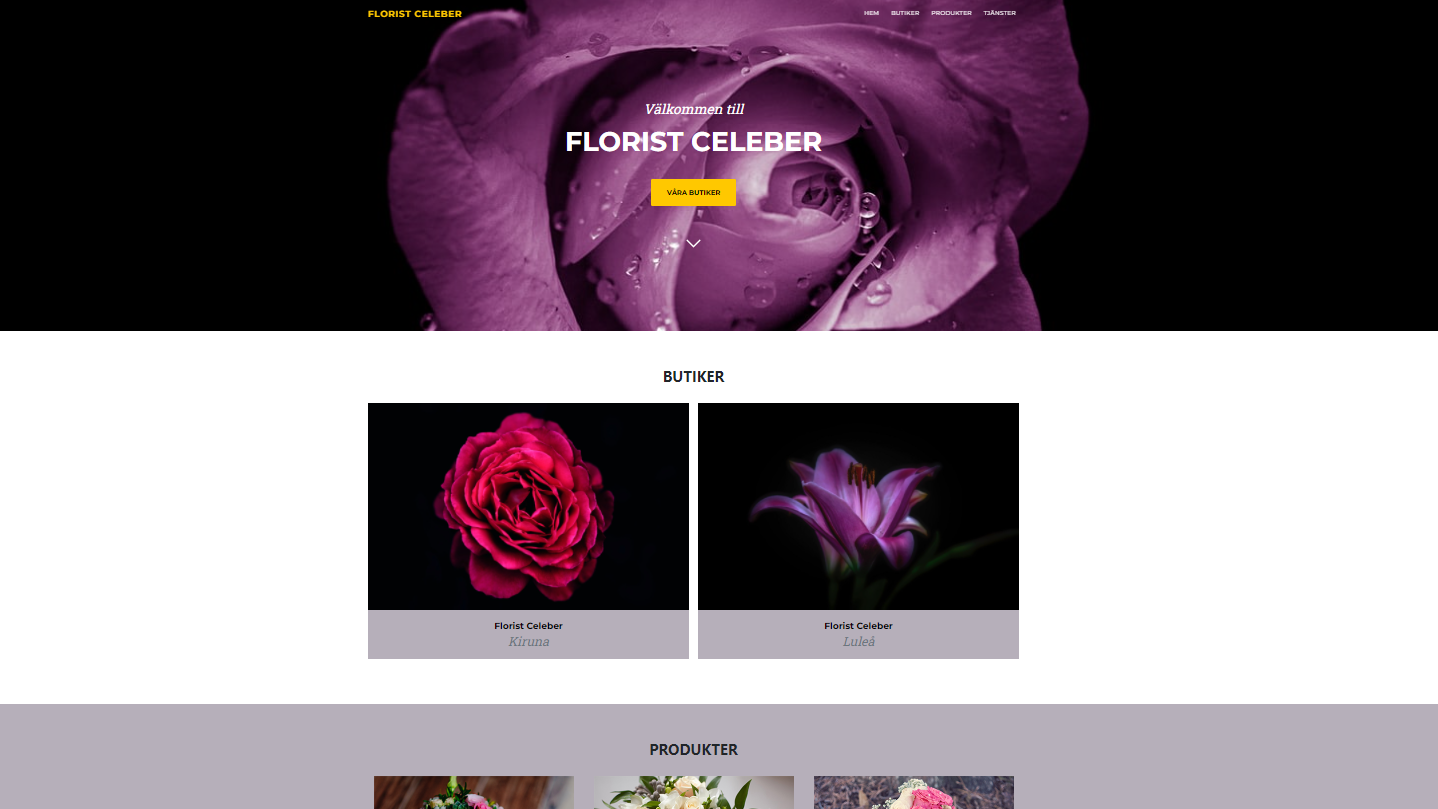 FLORIST CELEBER
HEM BUTIKER PRODUKTER TJÄNSTER
Välkommen till
FLORIST CELEBER
VÅRA BUTIKER
BUTIKER
Florist Celeber
Kiruna
Florist Celeber
Luleå
PRODUKTER